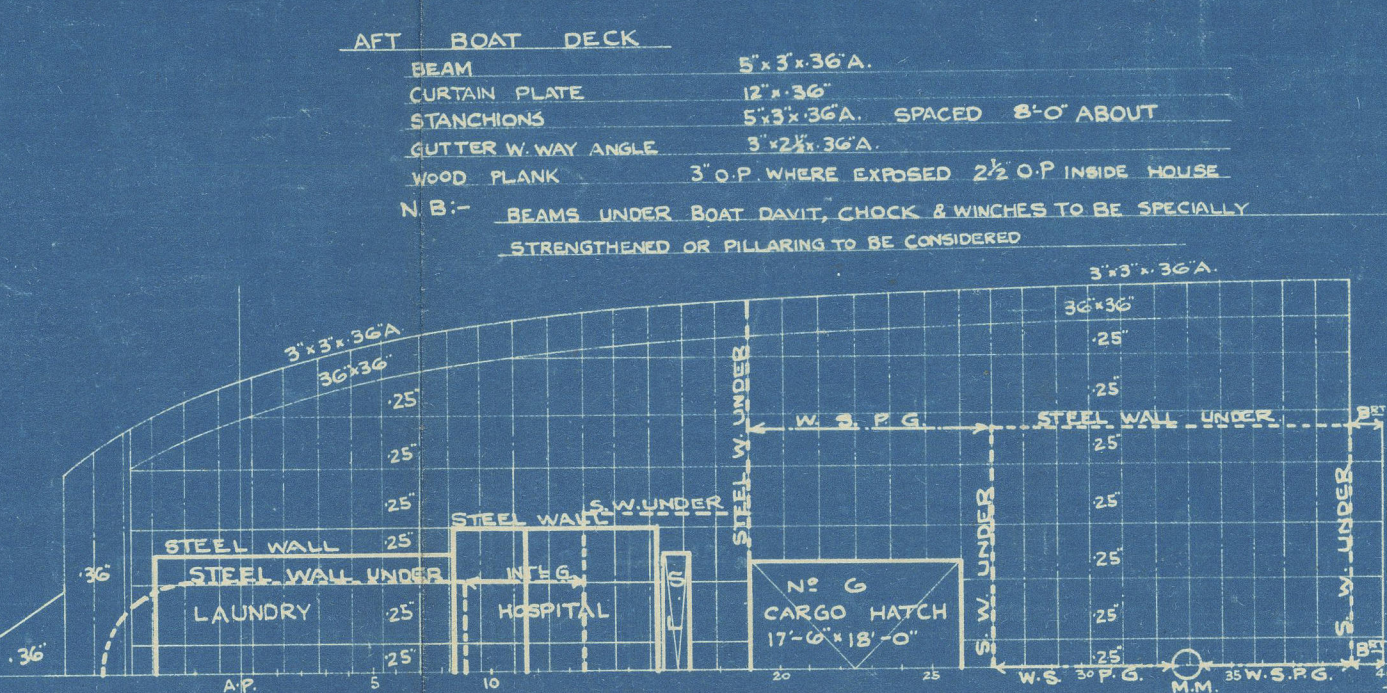 AFT BOAT DECK
BEAM 5"x3"x.36"A.
CURTAIN PLATE 12"x.36"
STANCHIONS 5"x3"x.36"A. SPACED 8'-0" ABOUT
GUTTER W. WAY ANGLE 3"x2½"x.36"A.
WOOD PLANK 3" O.P. WHERE EXPOSED 2½" O.P INSIDE HOUSE
N.B:- BEAMS UNDER BOAT DAVIT, CHOCK & WINCHES TO BE SPECIALLY
STRENGTHENED OR PILLARING TO BE CONSIDERED
3"x3"x.36"A.
36"x36"
.25"
3"x3"x.36"A
36"x36"
.25"
.25"
STEEL W. UNDER
W. S. P. G.
STEEL WALL UNDER
BRT
.25"
.25"
.25"
.25"
S.W. UNDER
STEEL WALL
STEEL WALL
.25"
.25"
.36"
STEEL WALL UNDER
INT= G.
S. W. UNDER
S. W. UNDER
LAUNDRY
HOSPITAL
.25"
.25"
S
L
No 6
CARGO HATCH
17'-6" x 18'-0"
.36"
.25"
.25"
BRT
A.P. 5 10 20 25 W.S. 30 P.G. M.M. 35 W.S.P.G.